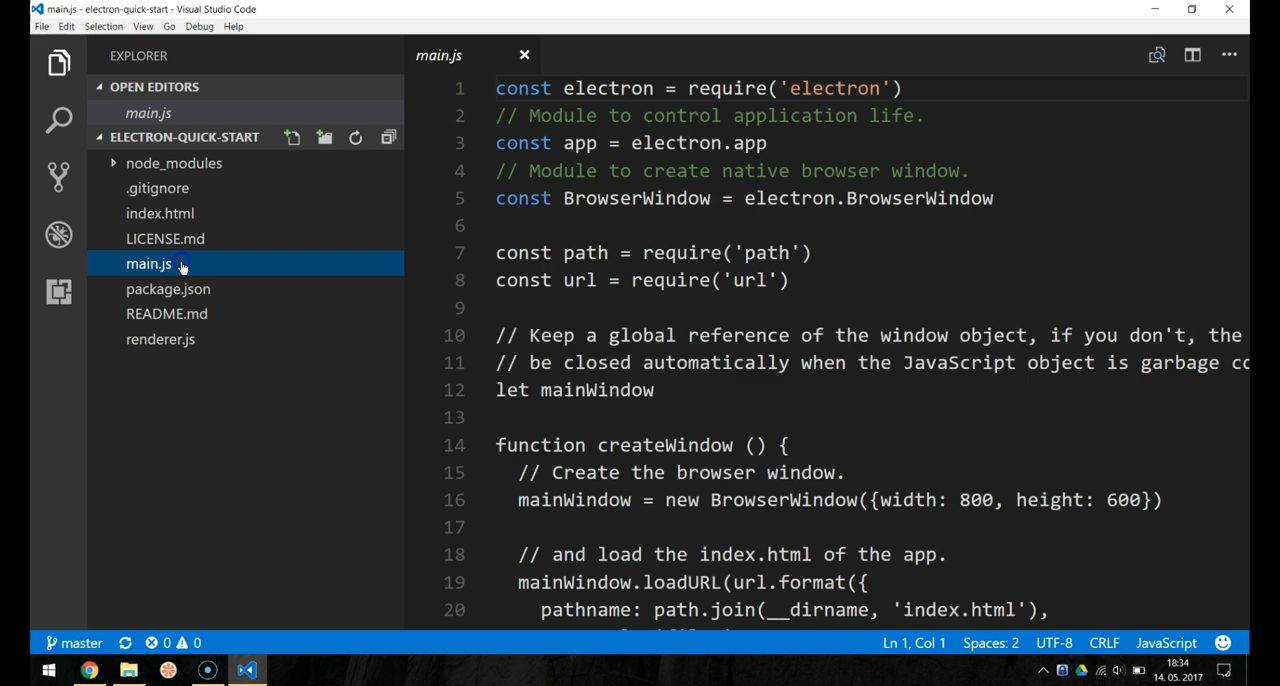 main.js - electron-quick-start - Visual Studio Code
File Edit Selection View Go Debug Help
EXPLORER
OPEN EDITORS
main.js
ELECTRON-QUICK-START
node_modules
.gitignore
index.html
LICENSE.md
main.js
package.json
README.md
renderer.js
main.js
1 const electron = require('electron')
2 // Module to control application life.
3 const app = electron.app
4 // Module to create native browser window.
5 const BrowserWindow = electron.BrowserWindow
6
7 const path = require('path')
8 const url = require('url')
9
10 // Keep a global reference of the window object, if you don't, the
11 // be closed automatically when the JavaScript object is garbage co
12 let mainWindow
13
14 function createWindow () {
15 // Create the browser window.
16 mainWindow = new BrowserWindow({width: 800, height: 600})
17
18 // and load the index.html of the app.
19 mainWindow.loadURL(url.format({
20 pathname: path.join(__dirname, 'index.html'),
master 0 0 Ln 1, Col 1 Spaces: 2 UTF-8 CRLF JavaScript
18:34
14. 05. 2017